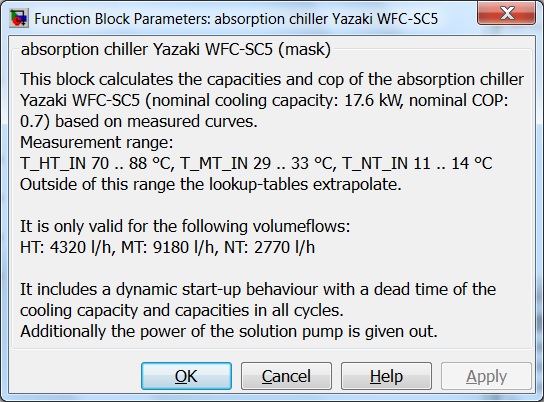 Function Block Parameters: absorption chiller Yazaki WFC-SC5
absorption chiller Yazaki WFC-SC5 (mask)
This block calculates the capacities and cop of the absorption chiller
Yazaki WFC-SC5 (nominal cooling capacity: 17.6 kW, nominal COP:
0.7) based on measured curves.
Measurement range:
T_HT_IN 70 .. 88 °C, T_MT_IN 29 .. 33 °C, T_NT_IN 11 .. 14 °C
Outside of this range the lookup-tables extrapolate.
It is only valid for the following volumeflows:
HT: 4320 l/h, MT: 9180 l/h, NT: 2770 l/h
It includes a dynamic start-up behaviour with a dead time of the
cooling capacity and capacities in all cycles.
Additionally the power of the solution pump is given out.
OK Cancel Help Apply